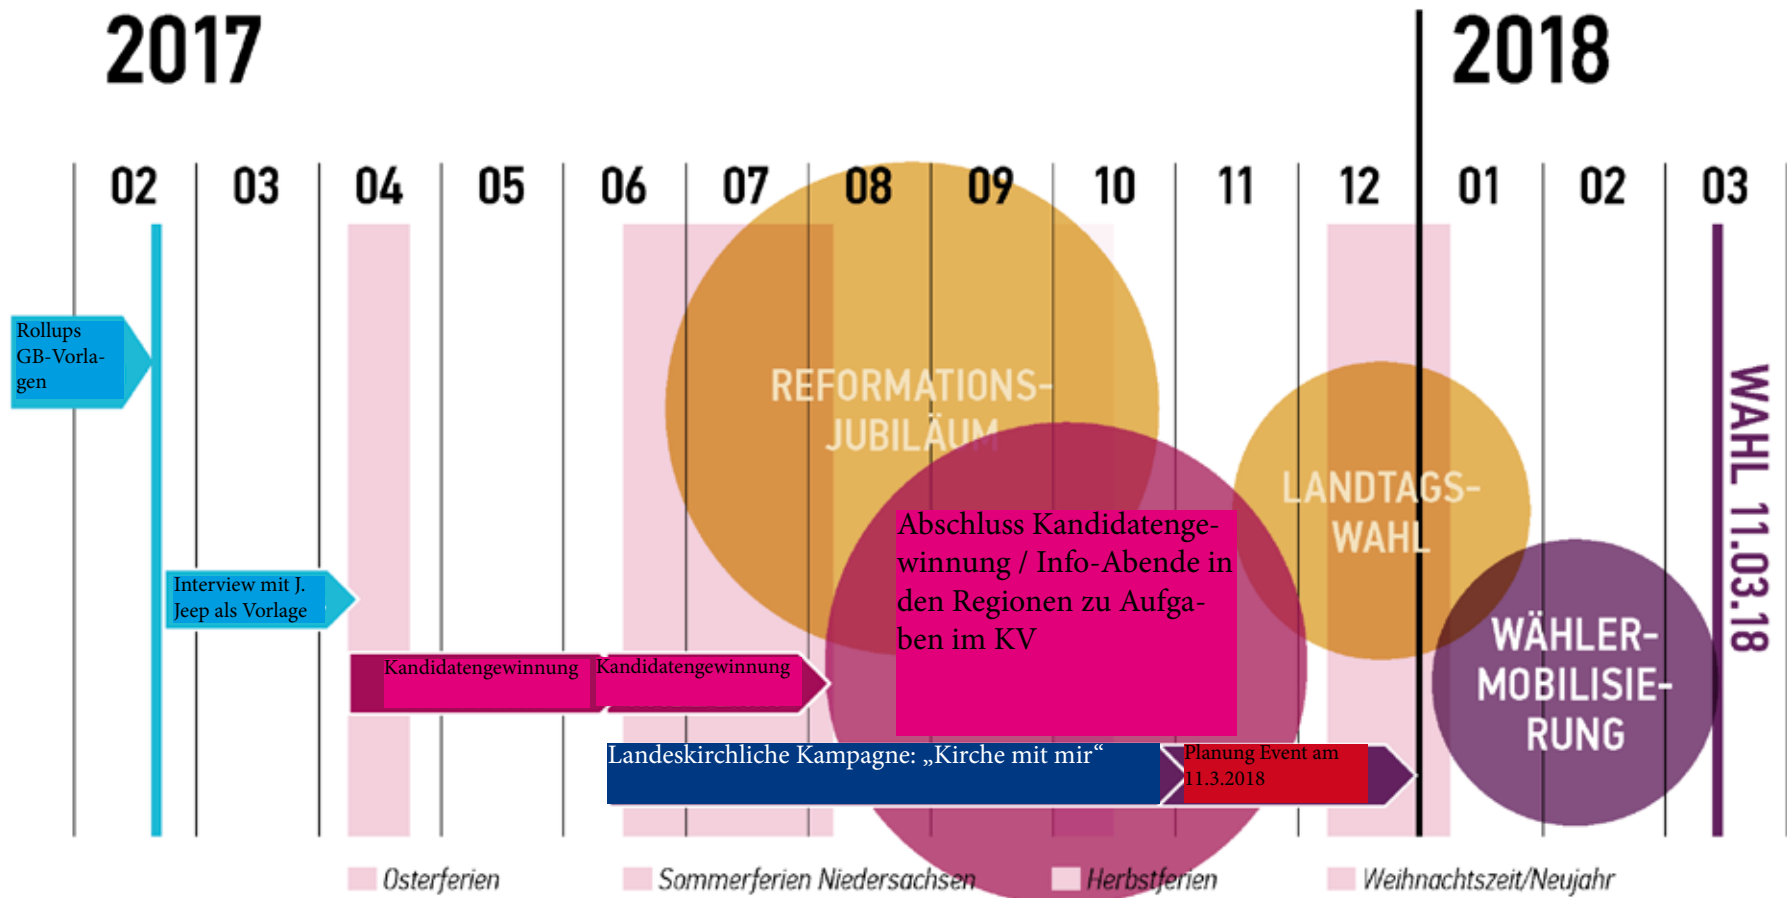 2017
2018
02 03 04 05 06 07 08 09 10 11 12 01 02 03
Rollups
GB-Vorla-
gen
REFORMATIONS-
JUBILÄUM
LANDTAGS-
WAHL
WAHL 11.03.18
Abschluss Kandidatenge-
winnung / Info-Abende in
den Regionen zu Aufga-
ben im KV
Interview mit J.
Jeep als Vorlage
WÄHLER-
MOBILISIE-
RUNG
Kandidatengewinnung
Kandidatengewinnung
Landeskirchliche Kampagne: „Kirche mit mir“
Planung Event am
11.3.2018
Osterferien
Sommerferien Niedersachsen
Herbstferien
Weihnachtszeit/Neujahr